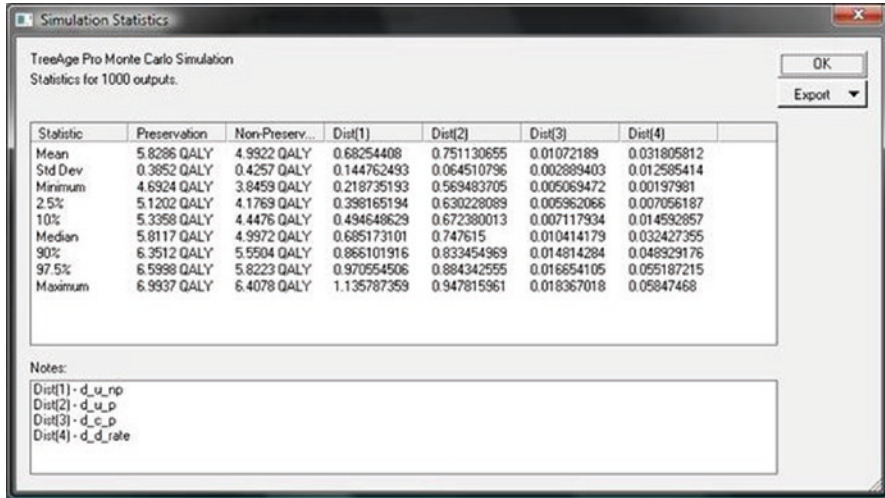 Simulation Statistics
TreeAge Pro Monte Carlo Simulation
Statistics for 1000 outputs.
OK
Export
Statistic Preservation Non-Preserv... Dist(1) Dist(2) Dist(3) Dist(4)
Mean 5.8286 QALY 4.9922 QALY 0.68254408 0.751130655 0.01072189 0.031805812
Std Dev 0.3852 QALY 0.4257 QALY 0.144762493 0.064510796 0.002889403 0.012585414
Minimum 4.6924 QALY 3.8459 QALY 0.218735193 0.569483705 0.005069472 0.00197981
2.5% 5.1202 QALY 4.1769 QALY 0.398165194 0.630228089 0.005962066 0.007056187
10% 5.3358 QALY 4.4476 QALY 0.494648629 0.672380013 0.007117934 0.014592857
Median 5.8117 QALY 4.9972 QALY 0.685173101 0.747615 0.010414179 0.032427355
90% 6.3512 QALY 5.5504 QALY 0.866101916 0.833454969 0.014814284 0.048929176
97.5% 6.5998 QALY 5.8223 QALY 0.970554506 0.884342555 0.016654105 0.055187215
Maximum 6.9937 QALY 6.4078 QALY 1.135787359 0.947815961 0.018367018 0.05847468
Notes:
Dist(1) - d_u_np
Dist(2) - d_u_p
Dist(3) - d_c_p
Dist(4) - d_d_rate